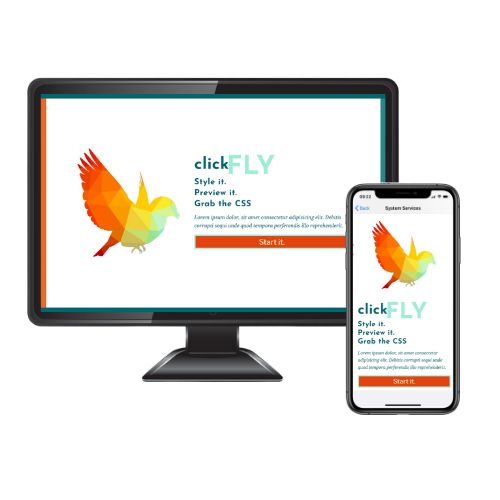 clickFLY
Style it.
Preview it.
Grab the CSS
Lorem ipsum dolor, sit amet consectetur adipisicing elit. Debitis
corrupti sequi unde quod tempora perferendis illo reprehenderit.
Start it.
09:32
Back System Services
clickFLY
Style it.
Preview it.
Grab the CSS
Lorem ipsum dolor, sit amet consectetur
adipisicing elit. Debitis corrupti sequi unde
quod tempora perferendis illo reprehenderit.
Start it.